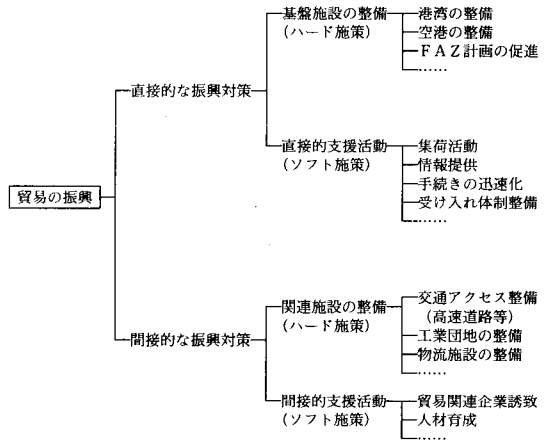 貿易の振興
直接的な振興対策
基盤施設の整備
(ハード施策)
港湾の整備
空港の整備
FAZ計画の促進
……
直接的支援活動
(ソフト施策)
集荷活動
情報提供
手続きの迅速化
受け入れ体制整備
……
間接的な振興対策
関連施設の整備
(ハード施策)
交通アクセス整備
(高速道路等)
工業団地の整備
物流施設の整備
……
間接的支援活動
(ソフト施策)
貿易関連企業誘致
人材育成
……